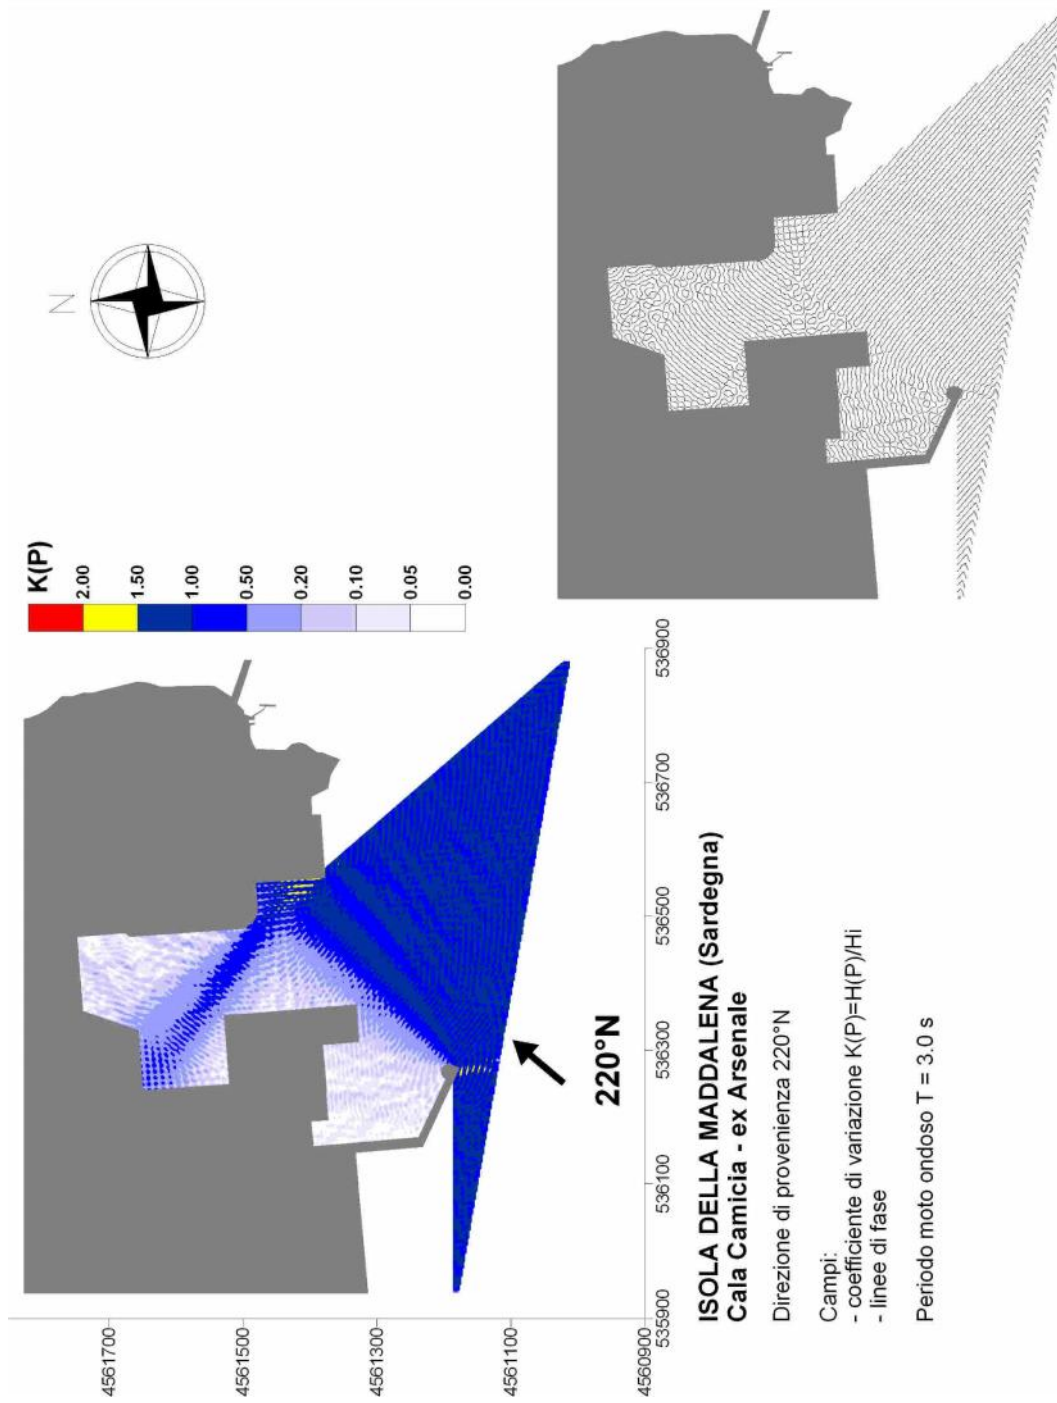 N
K(P)
2.00
1.50
1.00
0.50
0.20
0.10
0.05
0.00
4561700
4561500
4561300
4561100
4560900
535900
536100
536300
536500
536700
536900
220°N
ISOLA DELLA MADDALENA (Sardegna)
Cala Camicia - ex Arsenale
Direzione di provenienza 220°N
Campi:
- coefficiente di variazione K(P)=H(P)/Hi
- linee di fase
Periodo moto ondoso T = 3.0 s